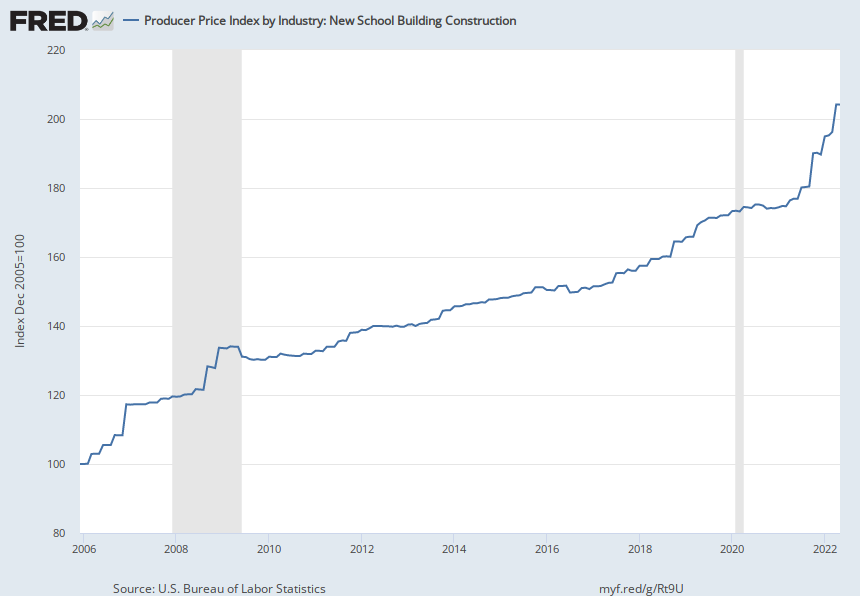 FRED
Producer Price Index by Industry: New School Building Construction
220
200
180
160
140
120
100
80
Index Dec 2005=100
2006 2008 2010 2012 2014 2016 2018 2020 2022
Source: U.S. Bureau of Labor Statistics myf.red/g/Rt9U